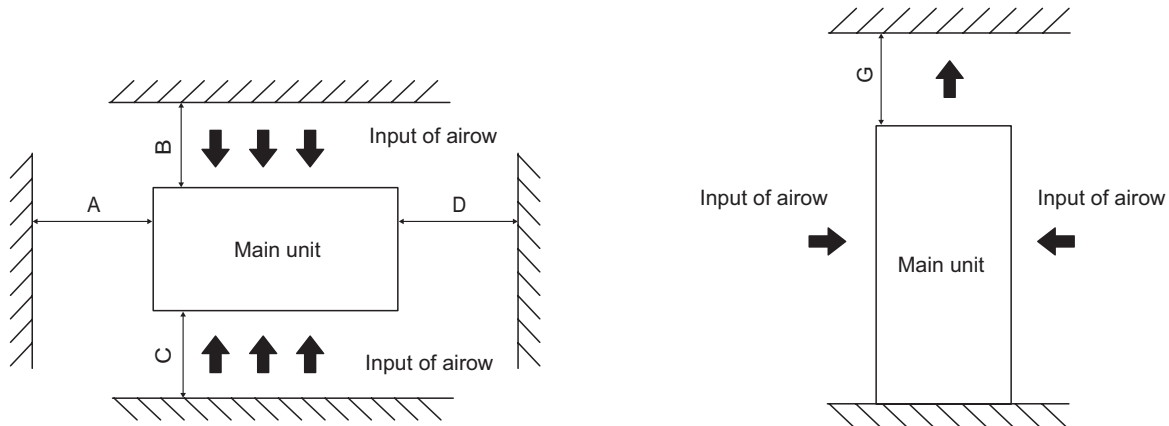 B
Input of airow
A
D
Main unit
C
Input of airow
G
Input of airow
Input of airow
Main unit